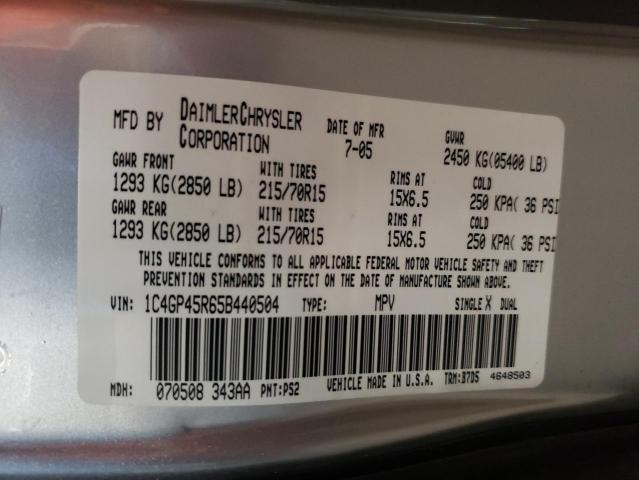 MFD BY DAIMLERCHRYSLER CORPORATION DATE OF MFR 7-05 GVWR 2450 KG(05400 LB)
GAWR FRONT WITH TIRES RIMS AT COLD
1293 KG(2850 LB) 215/70R15 15X6.5 250 KPA( 36 PSI
GAWR REAR WITH TIRES RIMS AT COLD
1293 KG(2850 LB) 215/70R15 15X6.5 250 KPA( 36 PSI
THIS VEHICLE CONFORMS TO ALL APPLICABLE FEDERAL MOTOR VEHICLE SAFETY AND THEFT
PREVENTION STANDARDS IN EFFECT ON THE DATE OF MANUFACTURE SHOWN ABOVE.
VIN: 1C4GP45R65B440504 TYPE: MPV SINGLE X DUAL
MDH: 070508 343AA PNT:PS2 VEHICLE MADE IN U.S.A. TRM:B7D5 4648503